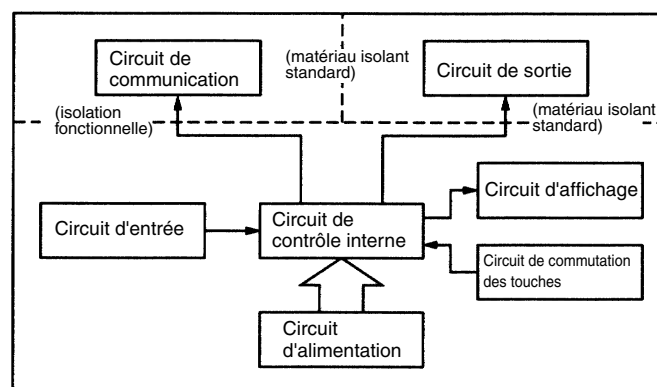 Circuit de
communication
(matériau isolant
standard)
Circuit de sortie
(isolation
fonctionnelle)
(matériau isolant
standard)
Circuit d'entrée
Circuit de
contrôle interne
Circuit d'affichage
Circuit de commutation
des touches
Circuit
d'alimentation